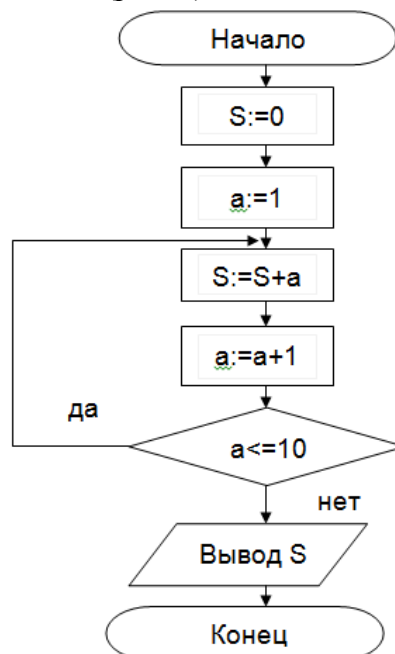 Начало
S:=0
a:=1
S:=S+a
a:=a+1
да
a<=10
нет
Вывод S
Конец